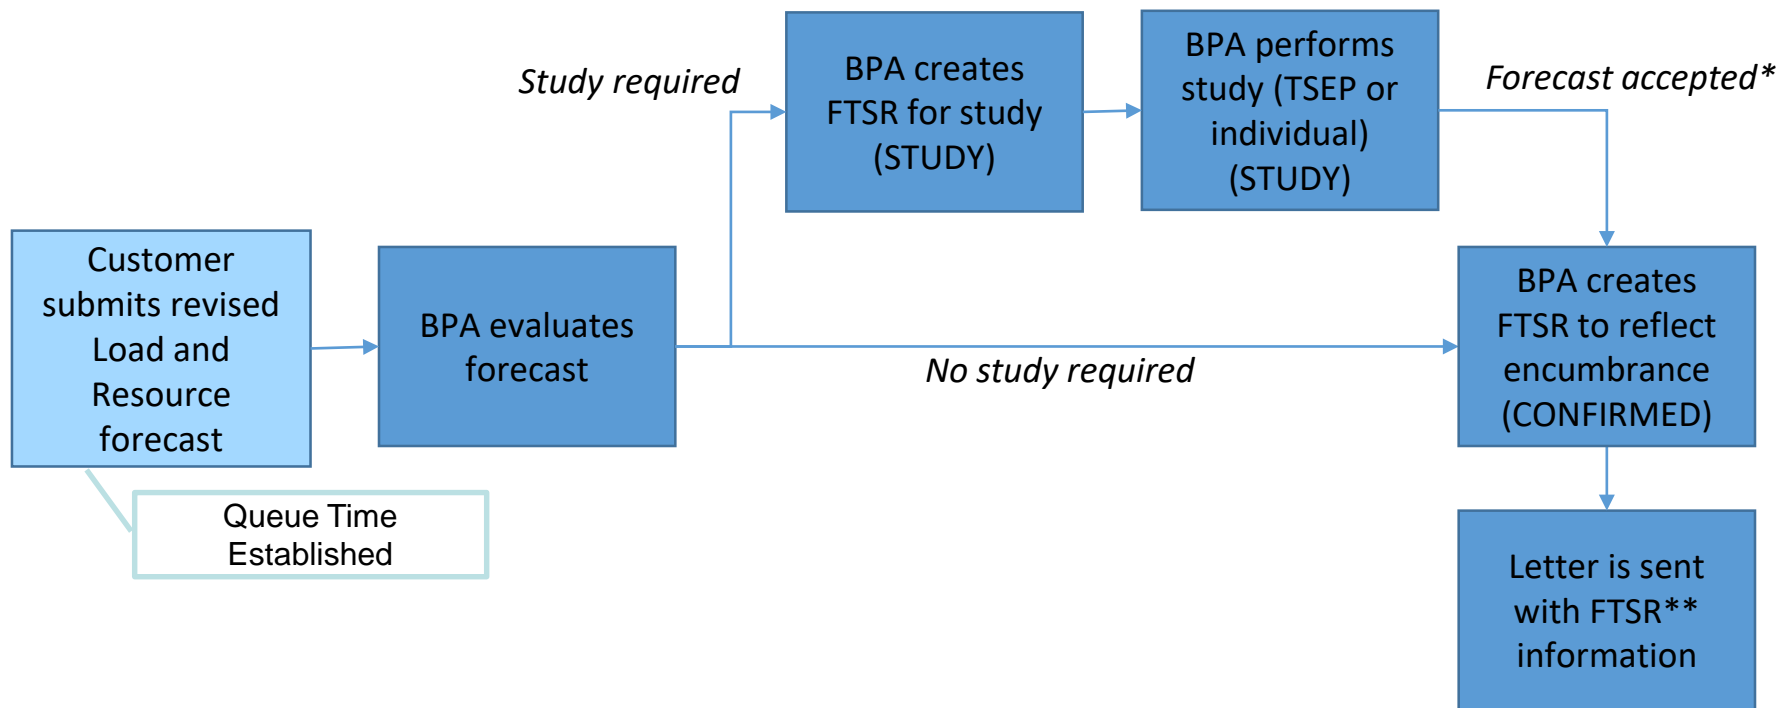 Customer
submits revised
Load and
Resource
forecast
Queue Time
Established
BPA evaluates
forecast
Study required
BPA creates
FTSR for study
(STUDY)
BPA performs
study (TSEP or
individual)
(STUDY)
Forecast accepted*
No study required
BPA creates
FTSR to reflect
encumbrance
(CONFIRMED)
Letter is sent
with FTSR**
information